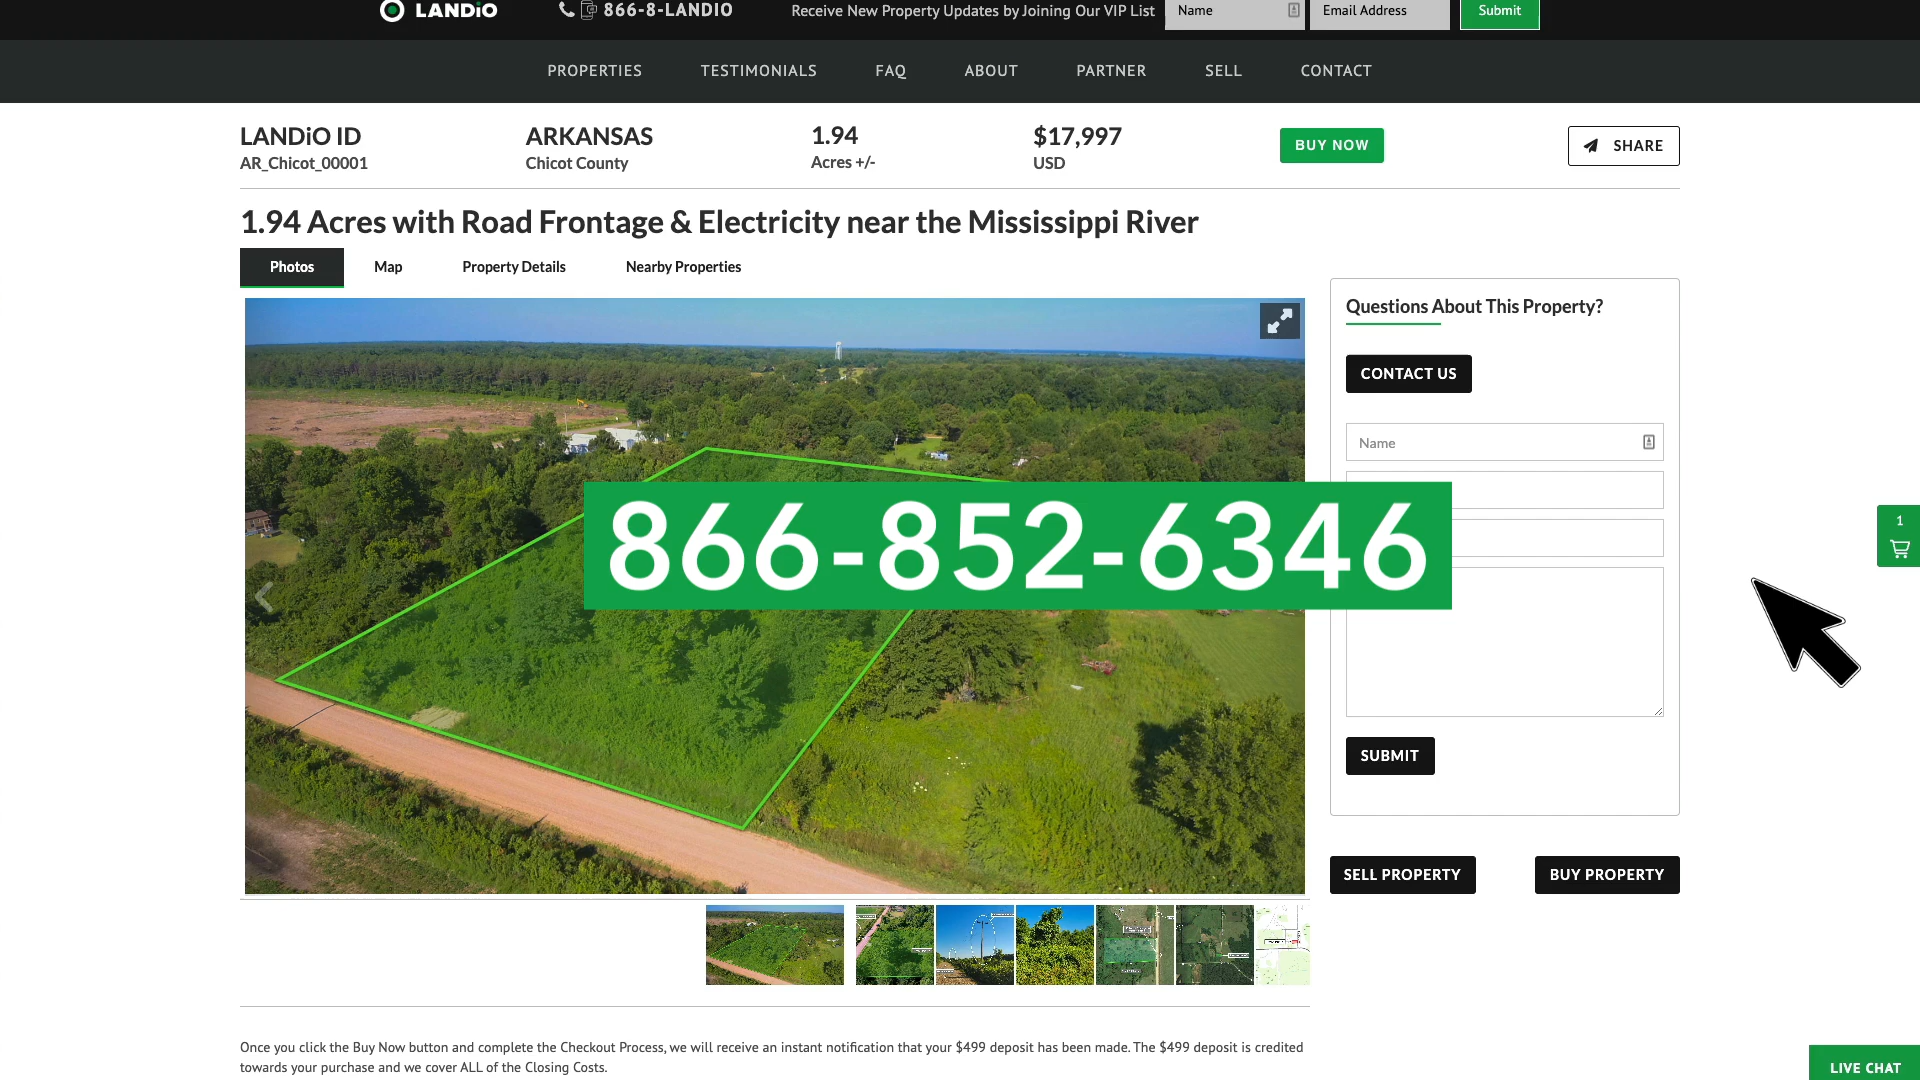 LANDiO
866-8-LANDIO
Receive New Property Updates by Joining Our VIP List
Name
Email Address
Submit
PROPERTIES
TESTIMONIALS
FAQ
ABOUT
PARTNER
SELL
CONTACT
LANDiO ID
AR_Chicot_00001
ARKANSAS
Chicot County
1.94
Acres +/-
$17,997
USD
BUY NOW
SHARE
1.94 Acres with Road Frontage & Electricity near the Mississippi River
Photos
Map
Property Details
Nearby Properties
Questions About This Property?
CONTACT US
Name
866-852-6346
1
SUBMIT
SELL PROPERTY
BUY PROPERTY
Once you click the Buy Now button and complete the Checkout Process, we will receive an instant notification that your $499 deposit has been made. The $499 deposit is credited
towards your purchase and we cover ALL of the Closing Costs.
LIVE CHAT